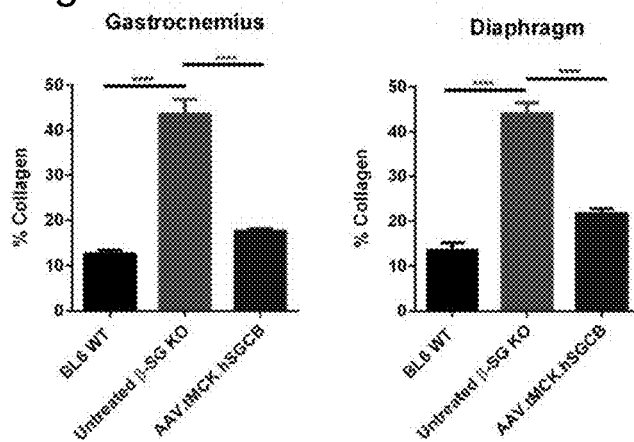 Gastrocnemius
Diaphragm
****
****
****
****
50
40
30
20
10
0
% Collagen
BL6 WT
Untreated β-SG KO
AAV.tMCK.hSGCB
50
40
30
20
10
0
% Collagen
BL6 WT
Untreated β-SG KO
AAV.tMCK.hSGCB